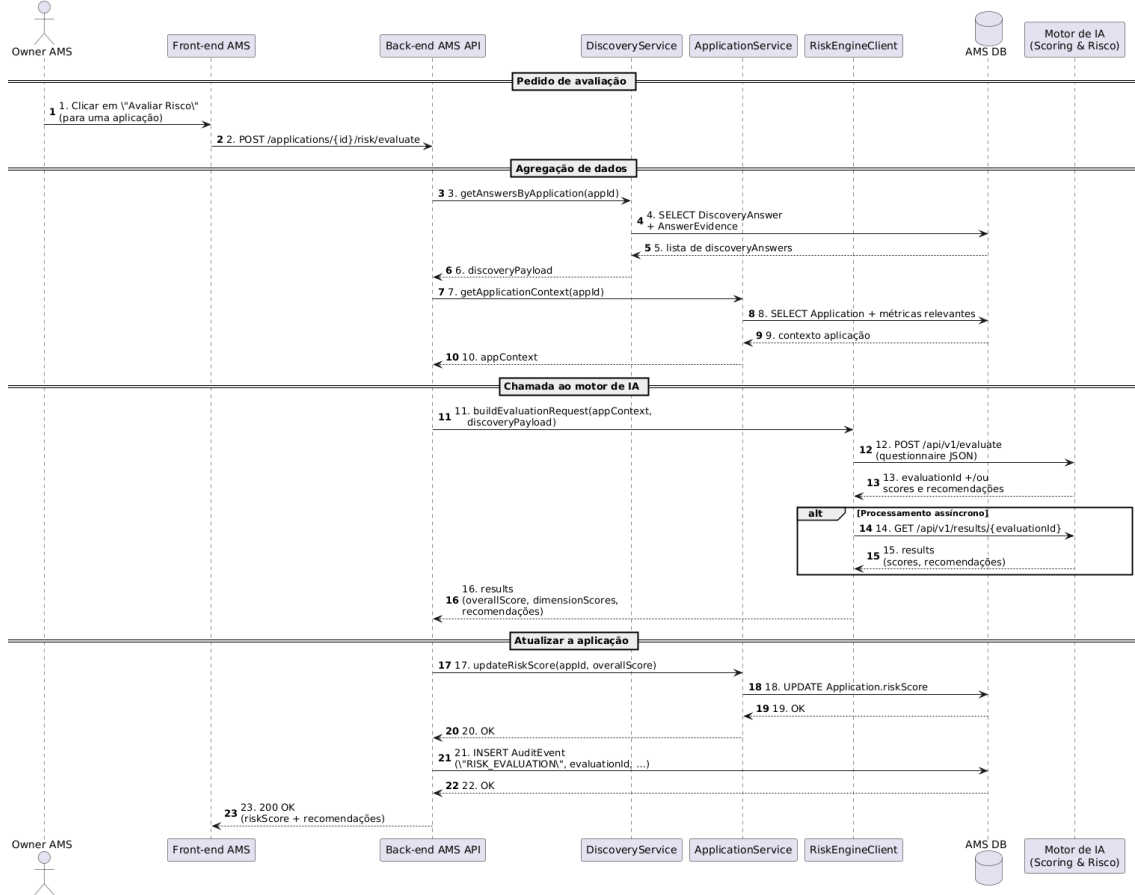 Owner AMS
Front-end AMS
Back-end AMS API
DiscoveryService
ApplicationService
RiskEngineClient
AMS DB
Motor de IA
(Scoring & Risco)
Pedido de avaliação
1 1. Clicar em \"Avaliar Risco\"
(para uma aplicação)
2 2. POST /applications/{id}/risk/evaluate
Agregação de dados
3 3. getAnswersByApplication(appId)
4 4. SELECT DiscoveryAnswer
+ AnswerEvidence
5 5. lista de discoveryAnswers
6 6. discoveryPayload
7 7. getApplicationContext(appId)
8 8. SELECT Application + métricas relevantes
9 9. contexto aplicação
10 10. appContext
Chamada ao motor de IA
11 11. buildEvaluationRequest(appContext,
discoveryPayload)
12 12. POST /api/v1/evaluate
(questionnaire JSON)
13 13. evaluationId +/ou
scores e recomendações
alt [Processamento assíncrono]
14 14. GET /api/v1/results/{evaluationId}
15 15. results
(scores, recomendações)
16 16. results
(overallScore, dimensionScores,
recomendações)
Atualizar a aplicação
17 17. updateRiskScore(appId, overallScore)
18 18. UPDATE Application.riskScore
19 19. OK
20 20. OK
21 21. INSERT AuditEvent
(\"RISK_EVALUATION\", evaluationId, ...)
22 22. OK
23 23. 200 OK
(riskScore + recomendações)
Owner AMS
Front-end AMS
Back-end AMS API
DiscoveryService
ApplicationService
RiskEngineClient
AMS DB
Motor de IA
(Scoring & Risco)